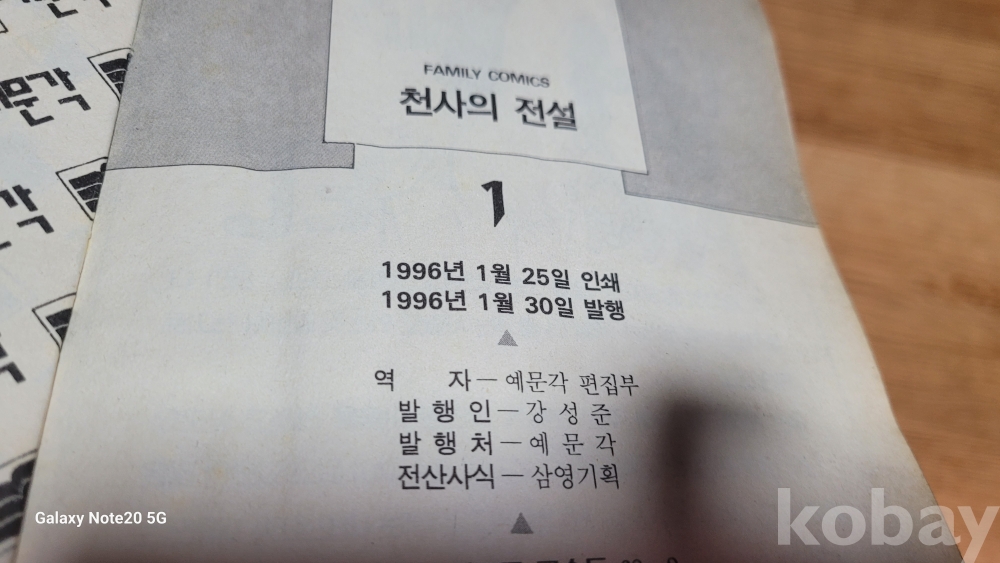 문각
FAMILY COMICS
천사의 전설
1
1996년 1월 25일 인쇄
1996년 1월 30일 발행
역 자—예문각 편집부
발 행 인—강 성 준
발 행 처—예 문 각
전산사식—삼영기획
Galaxy Note20 5G
kobay